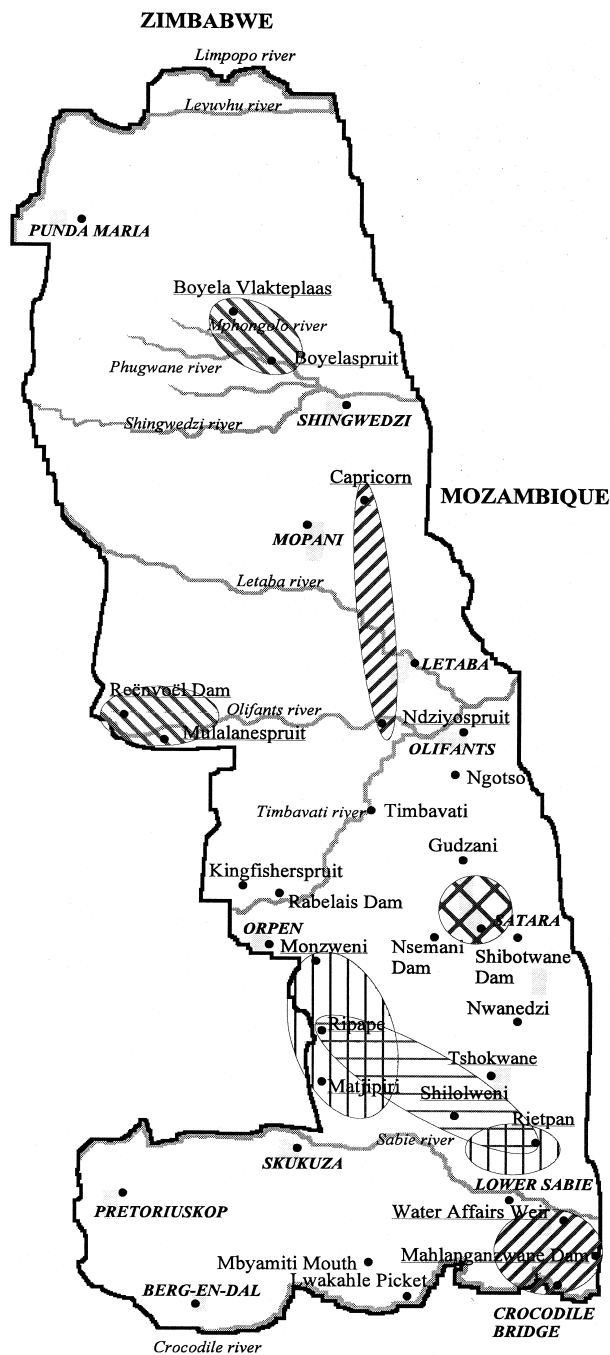 ZIMBABWE
Limpopo river
Levuvhu river
PUNDA MARIA
Boyela Vlakteplaas
Mphongolo river
Boyelaspruit
Phugwane river
SHINGWEDZI
Shingwedzi river
Capricorn
MOZAMBIQUE
MOPANI
Letaba river
LETABA
Reënvoël Dam
Olifants river
Ndziyospruit
Mulalanespruit
OLIFANTS
Ngotso
Timbavati river
Timbavati
Gudzani
Kingfisherspruit
Rabelais Dam
SATARA
ORPEN
Monzweni
Nsemani
Dam
Shibotwane
Dam
Nwanedzi
Ripape
Tshokwane
Matjipiri
Shilolweni
Rietpan
Sabie river
SKUKUZA
LOWER SABIE
PRETORIUSKOP
Water Affairs Weir
Mahlanganzwane Dam
Mbyamiti Mouth
Lwakahle Picket
BERG-EN-DAL
CROCODILE
BRIDGE
Crocodile river